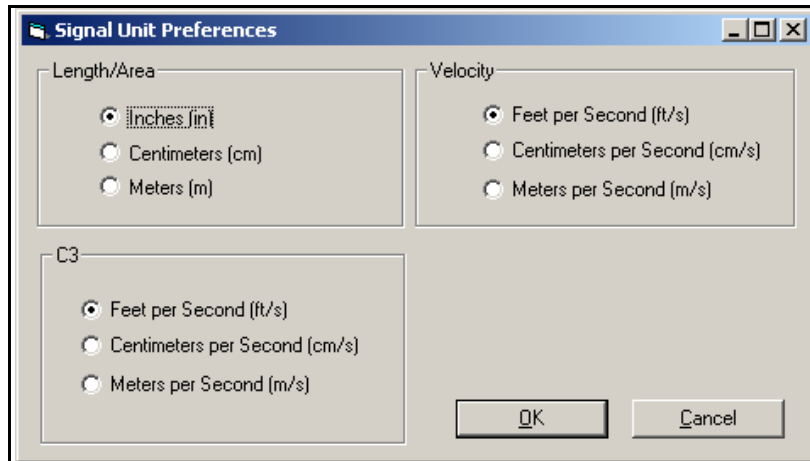 Signal Unit Preferences
Length/Area
Inches (in)
Centimeters (cm)
Meters (m)
Velocity
Feet per Second (ft/s)
Centimeters per Second (cm/s)
Meters per Second (m/s)
C3
Feet per Second (ft/s)
Centimeters per Second (cm/s)
Meters per Second (m/s)
OK
Cancel